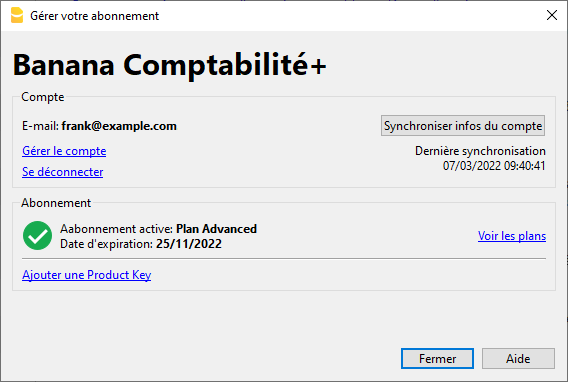 Gérer votre abonnement
Banana Comptabilité+
Compte
E-mail: frank@example.com
Synchroniser infos du compte
Gérer le compte
Dernière synchronisation
07/03/2022 09:40:41
Se déconnecter
Abonnement
Aabonnement active: Plan Advanced
Date d'expiration: 25/11/2022
Voir les plans
Ajouter une Product Key
Fermer
Aide